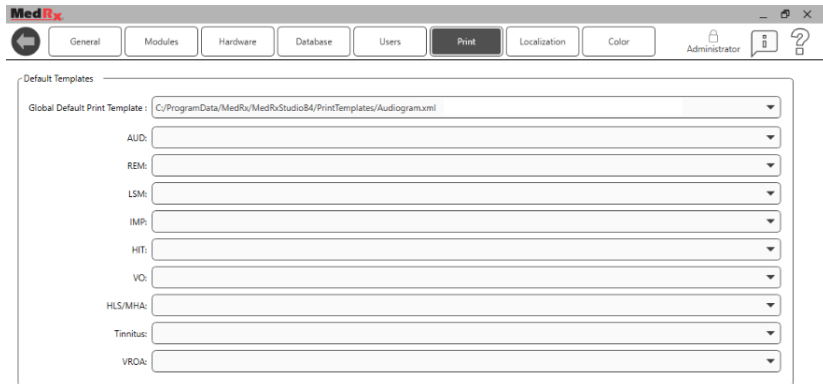 MedRx
General Modules Hardware Database Users Print Localization Color Administrator
Default Templates
Global Default Print Template : C:/ProgramData/MedRx/MedRxStudioB4/PrintTemplates/Audiogram.xml
AUD:
REM:
LSM:
IMP:
HIT:
VO:
HLS/MHA:
Tinnitus:
VROA: